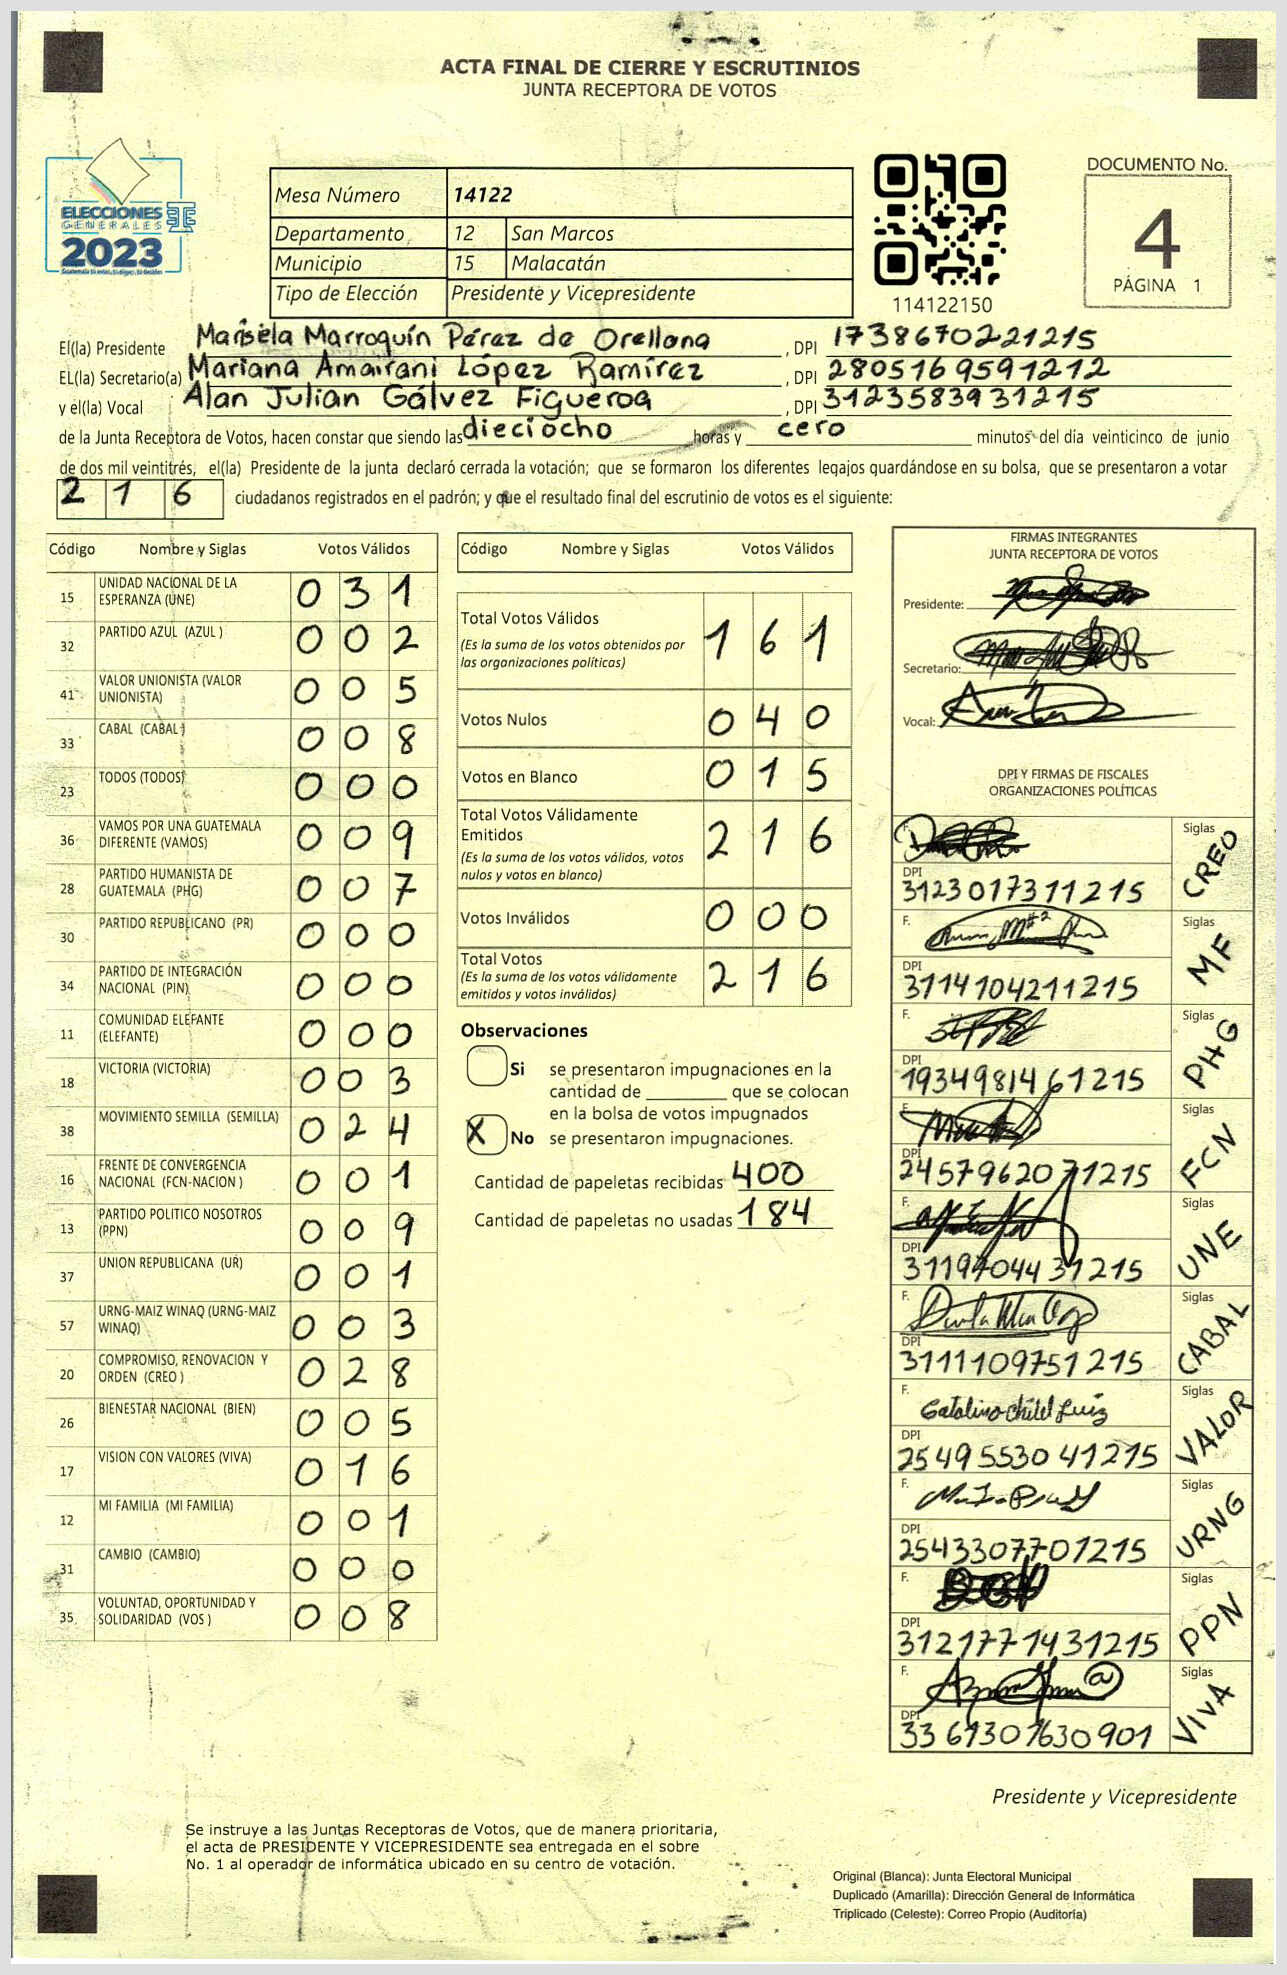 ACTA FINAL DE CIERRE Y ESCRUTINIOS
JUNTA RECEPTORA DE VOTOS
ELECCIONES
GENERALES
2023
Mesa Número 14122
Departamento 12 San Marcos
Municipio 15 Malacatán
Tipo de Elección Presidente y Vicepresidente
114122150
DOCUMENTO No.
4
PÁGINA 1
El(la) Presidente Marisela Marroquín Pérez de Orellana, DPI 1738670221215
EL(la) Secretario(a) Mariana Amairani López Ramírez, DPI 2805169591212
y el(la) Vocal Alan Julian Gálvez Figueroa, DPI 3123583931215
de la Junta Receptora de Votos, hacen constar que siendo las dieciocho horas y cero minutos del día veinticinco de junio
de dos mil veintitrés, el(la) Presidente de la junta declaró cerrada la votación; que se formaron los diferentes legajos guardándose en su bolsa, que se presentaron a votar
216 ciudadanos registrados en el padrón; y que el resultado final del escrutinio de votos es el siguiente:
Código Nombre y Siglas Votos Válidos
15 UNIDAD NACIONAL DE LA ESPERANZA (UNE) 0 3 1
32 PARTIDO AZUL (AZUL ) 0 0 2
41 VALOR UNIONISTA (VALOR UNIONISTA) 0 0 5
33 CABAL (CABAL ) 0 0 8
23 TODOS (TODOS) 0 0 0
36 VAMOS POR UNA GUATEMALA DIFERENTE (VAMOS) 0 0 9
28 PARTIDO HUMANISTA DE GUATEMALA (PHG) 0 0 7
30 PARTIDO REPUBLICANO (PR) 0 0 0
34 PARTIDO DE INTEGRACIÓN NACIONAL (PIN) 0 0 0
11 COMUNIDAD ELEFANTE (ELEFANTE) 0 0 0
18 VICTORIA (VICTORIA) 0 0 3
38 MOVIMIENTO SEMILLA (SEMILLA) 0 2 4
16 FRENTE DE CONVERGENCIA NACIONAL (FCN-NACION ) 0 0 1
13 PARTIDO POLITICO NOSOTROS (PPN) 0 0 9
37 UNION REPUBLICANA (UR) 0 0 1
57 URNG-MAIZ WINAQ (URNG-MAIZ WINAQ) 0 0 3
20 COMPROMISO, RENOVACION Y ORDEN (CREO ) 0 2 8
26 BIENESTAR NACIONAL (BIEN) 0 0 5
17 VISION CON VALORES (VIVA) 0 1 6
12 MI FAMILIA (MI FAMILIA) 0 0 1
31 CAMBIO (CAMBIO) 0 0 0
35 VOLUNTAD, OPORTUNIDAD Y SOLIDARIDAD (VOS ) 0 0 8
Código Nombre y Siglas Votos Válidos
Total Votos Válidos 1 6 1
(Es la suma de los votos obtenidos por
las organizaciones políticas)
Votos Nulos 0 4 0
Votos en Blanco 0 1 5
Total Votos Válidamente
Emitidos 2 1 6
(Es la suma de los votos válidos, votos
nulos y votos en blanco)
Votos Inválidos 0 0 0
Total Votos 2 1 6
(Es la suma de los votos válidamente
emitidos y votos inválidos)
Observaciones
Si se presentaron impugnaciones en la
cantidad de ________ que se colocan
en la bolsa de votos impugnados
X No se presentaron impugnaciones.
Cantidad de papeletas recibidas 400
Cantidad de papeletas no usadas 184
FIRMAS INTEGRANTES
JUNTA RECEPTORA DE VOTOS
Presidente:
Secretario:
Vocal:
DPI Y FIRMAS DE FISCALES
ORGANIZACIONES POLÍTICAS
F. Siglas CREO
DPI 3123017311215
F. Siglas MF
DPI 3114104211215
F. Siglas PHG
DPI 1934981461215
F. Siglas FCN
DPI 2457962071215
F. Siglas UNE
DPI 3119704431215
F. Siglas CABAL
DPI 3111109751215
F. Siglas VALOR
DPI 2549553041215
F. Siglas URNG
DPI 2543307701215
F. Siglas PPN
DPI 3121771431215
F. Siglas VIVA
DPI 3361301630901
Presidente y Vicepresidente
Se instruye a las Juntas Receptoras de Votos, que de manera prioritaria,
el acta de PRESIDENTE Y VICEPRESIDENTE sea entregada en el sobre
No. 1 al operador de informática ubicado en su centro de votación.
Original (Blanca): Junta Electoral Municipal
Duplicado (Amarilla): Dirección General de Informática
Triplicado (Celeste): Correo Propio (Auditoría)